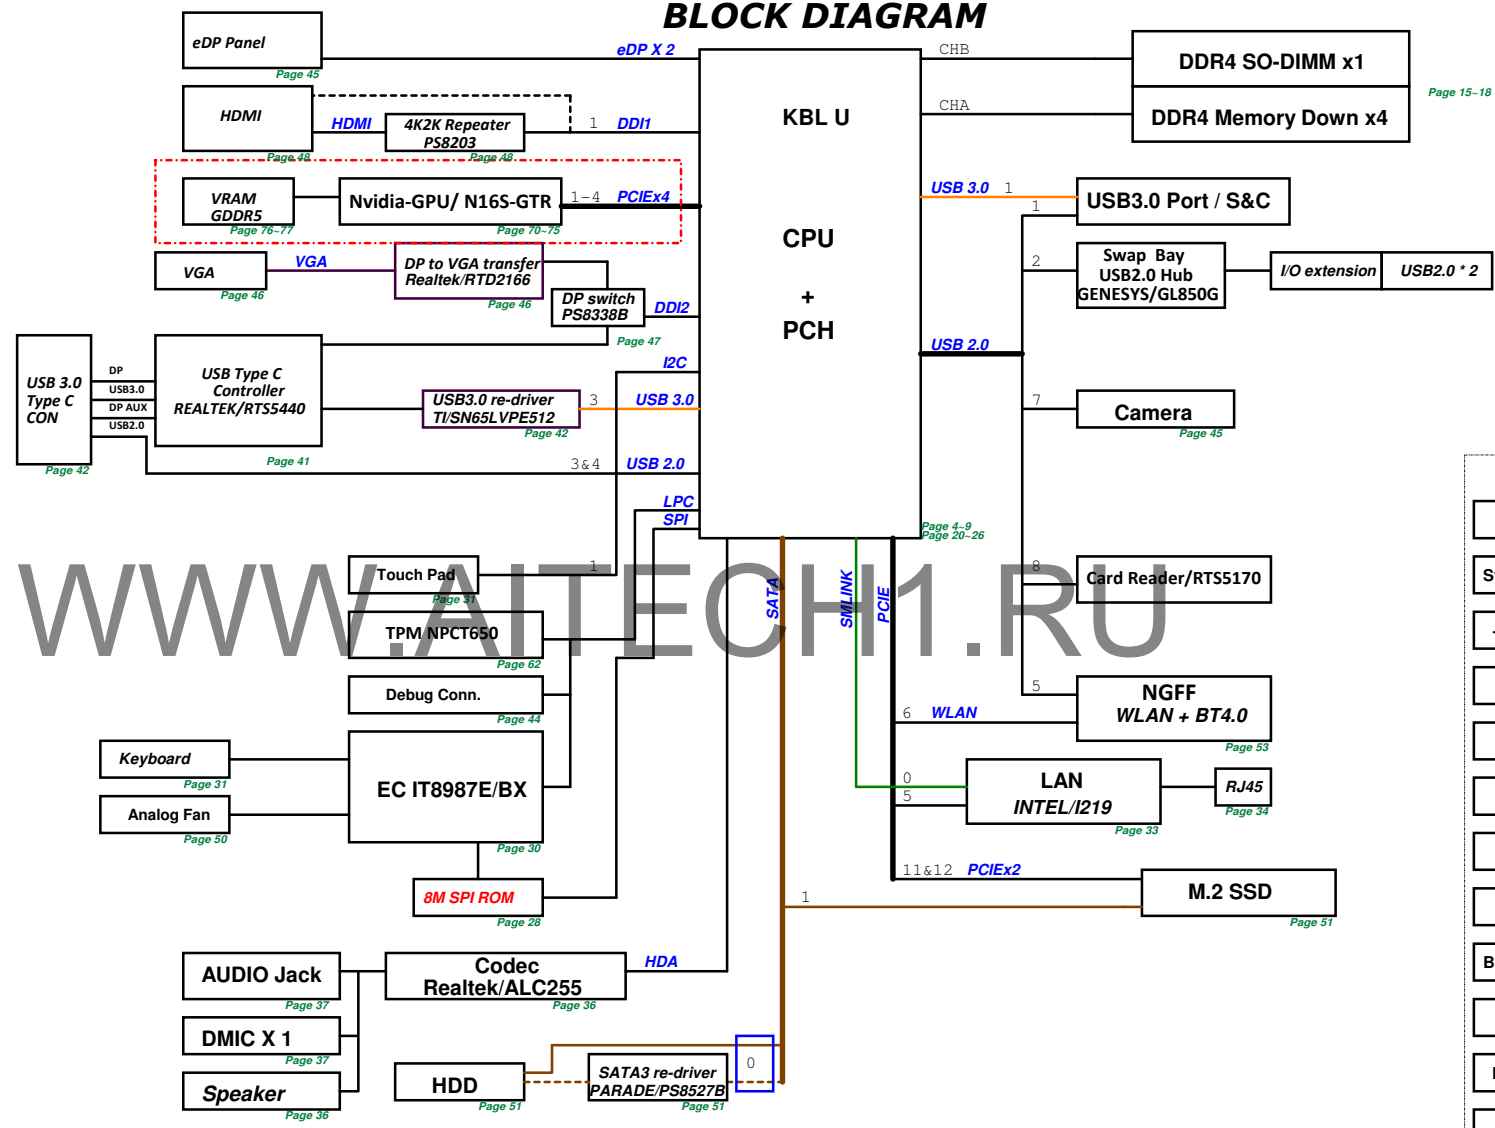 BLOCK DIAGRAM
eDP Panel
Page 45
eDP X 2
HDMI
Page 48
HDMI
4K2K Repeater
PS8203
Page 48
1
DDI1
VRAM
GDDR5
Page 76~77
Nvidia-GPU/ N16S-GTR
Page 70~75
1-4
PCIEx4
VGA
Page 46
VGA
DP to VGA transfer
Realtek/RTD2166
Page 46
DP switch
PS8338B
Page 47
DDI2
I2C
USB 3.0
Type C
CON
Page 42
DP
USB3.0
DP AUX
USB2.0
USB Type C
Controller
REALTEK/RTS5440
Page 41
USB3.0 re-driver
TI/SN65LVPE512
Page 42
3
USB 3.0
3&4
USB 2.0
LPC
SPI
KBL U
CPU
+
PCH
Page 4~9
Page 20~26
CHB
CHA
DDR4 SO-DIMM x1
DDR4 Memory Down x4
Page 15~18
USB 3.0
1
1
USB3.0 Port / S&C
2
Swap Bay
USB2.0 Hub
GENESYS/GL850G
I/O extension
USB2.0 * 2
USB 2.0
7
Camera
Page 45
8
Card Reader/RTS5170
5
NGFF
WLAN + BT4.0
Page 53
6
WLAN
SATA
SMLINK
PCIE
0
5
LAN
INTEL/I219
Page 33
RJ45
Page 34
11&12
PCIEx2
1
M.2 SSD
Page 51
Touch Pad
Page 31
1
WWW.AITECH1.RU
TPM NPCT650
Page 62
Debug Conn.
Page 44
Keyboard
Page 31
Analog Fan
Page 50
EC IT8987E/BX
Page 30
8M SPI ROM
Page 28
AUDIO Jack
Page 37
Codec
Realtek/ALC255
Page 36
HDA
DMIC X 1
Page 37
Speaker
Page 36
HDD
Page 51
SATA3 re-driver
PARADE/PS8527B
Page 51
0